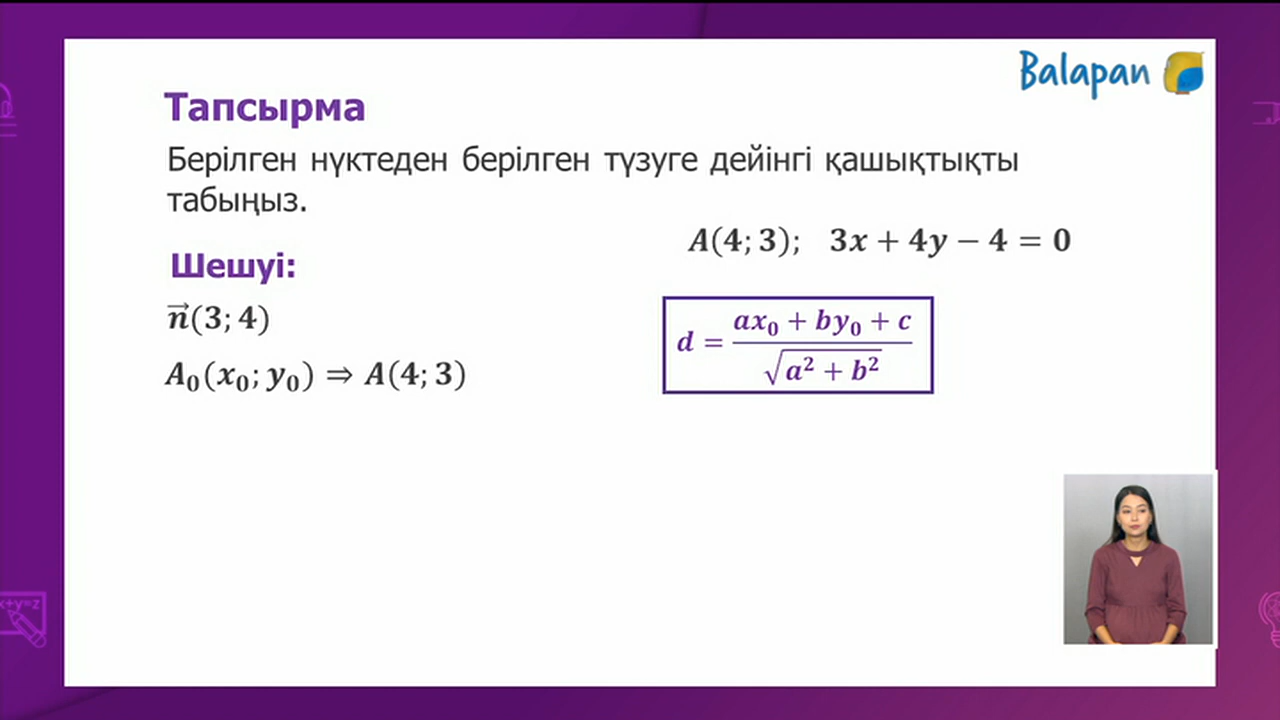 Balapan
Тапсырма
Берілген нүктеден берілген түзуге дейінгі қашықтықты
табыңыз.
A(4; 3); 3x + 4y − 4 = 0
Шешуі:
n⃗(3; 4)
d = (ax₀ + by₀ + c) / √(a² + b²)
A₀(x₀; y₀) ⇒ A(4; 3)
x+y=z